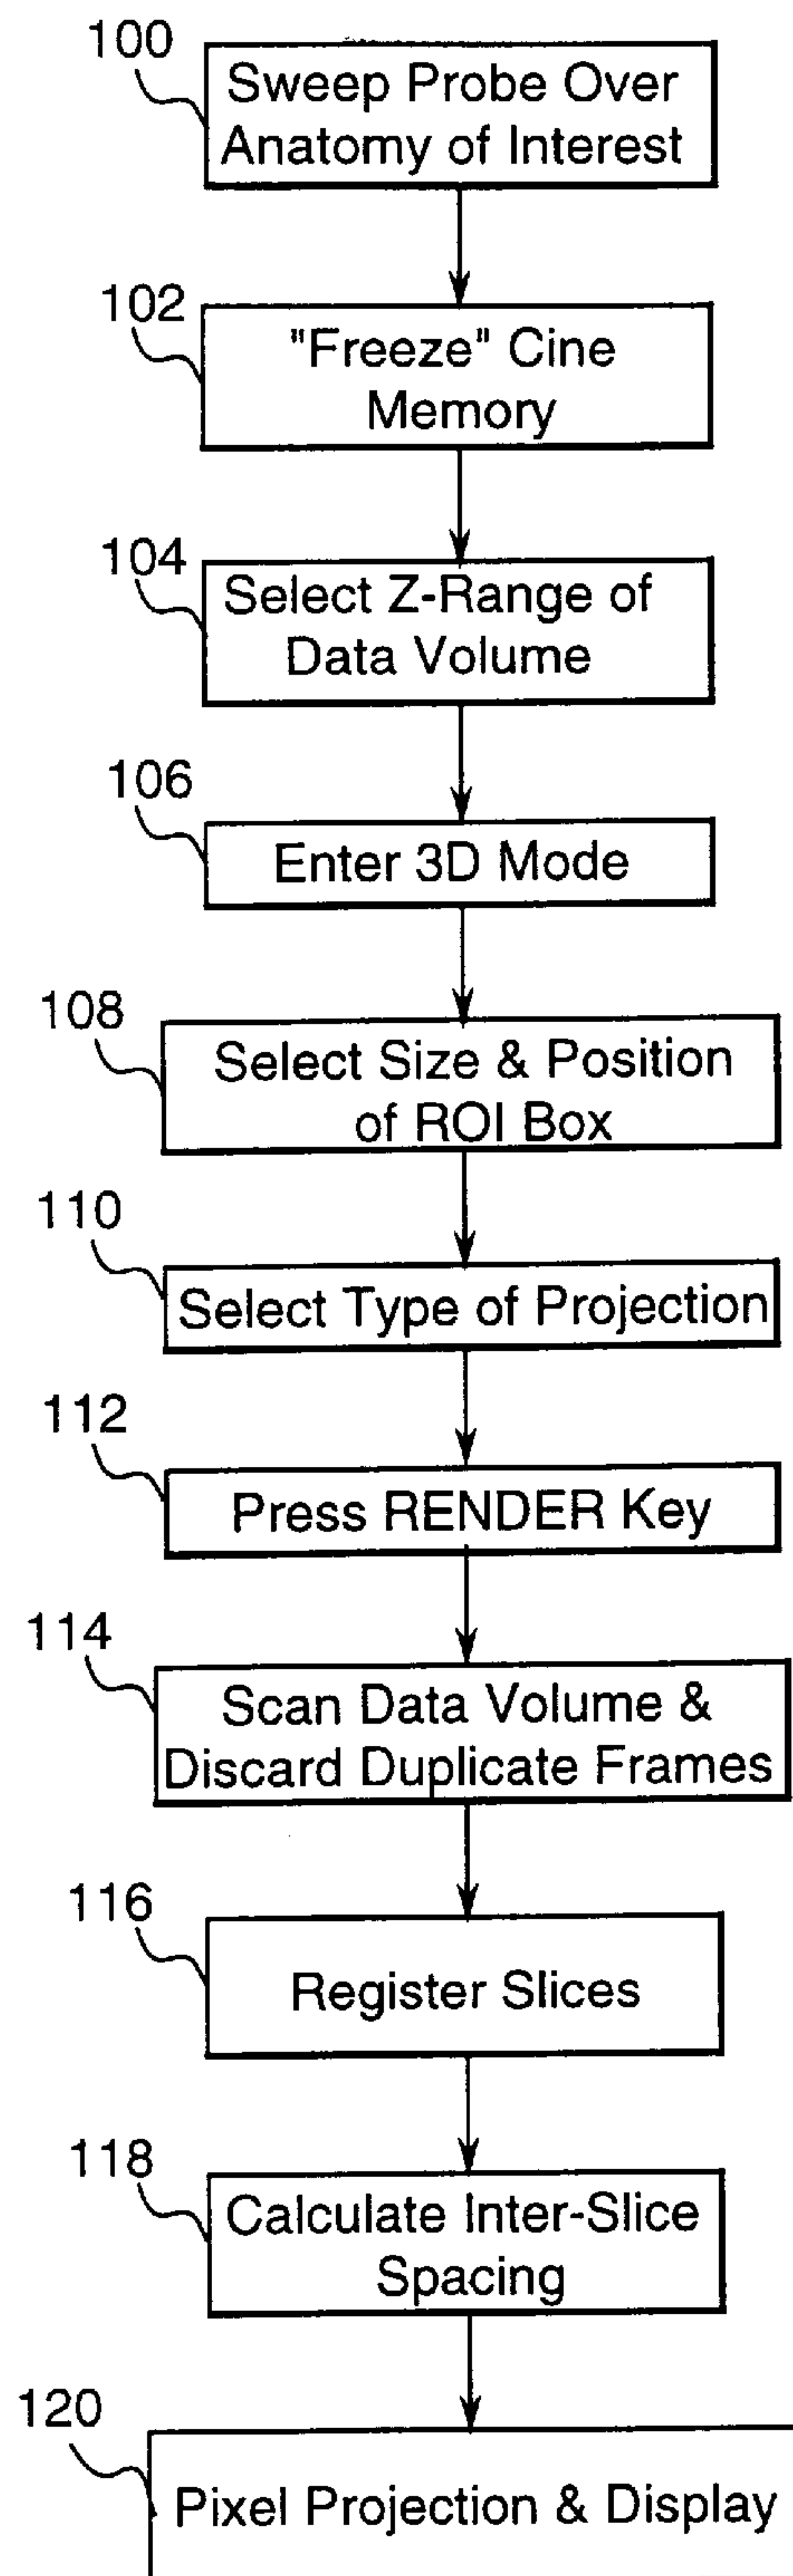 100
Sweep Probe Over
Anatomy of Interest
102
"Freeze" Cine
Memory
104
Select Z-Range of
Data Volume
106
Enter 3D Mode
108
Select Size & Position
of ROI Box
110
Select Type of Projection
112
Press RENDER Key
114
Scan Data Volume &
Discard Duplicate Frames
116
Register Slices
118
Calculate Inter-Slice
Spacing
120
Pixel Projection & Display